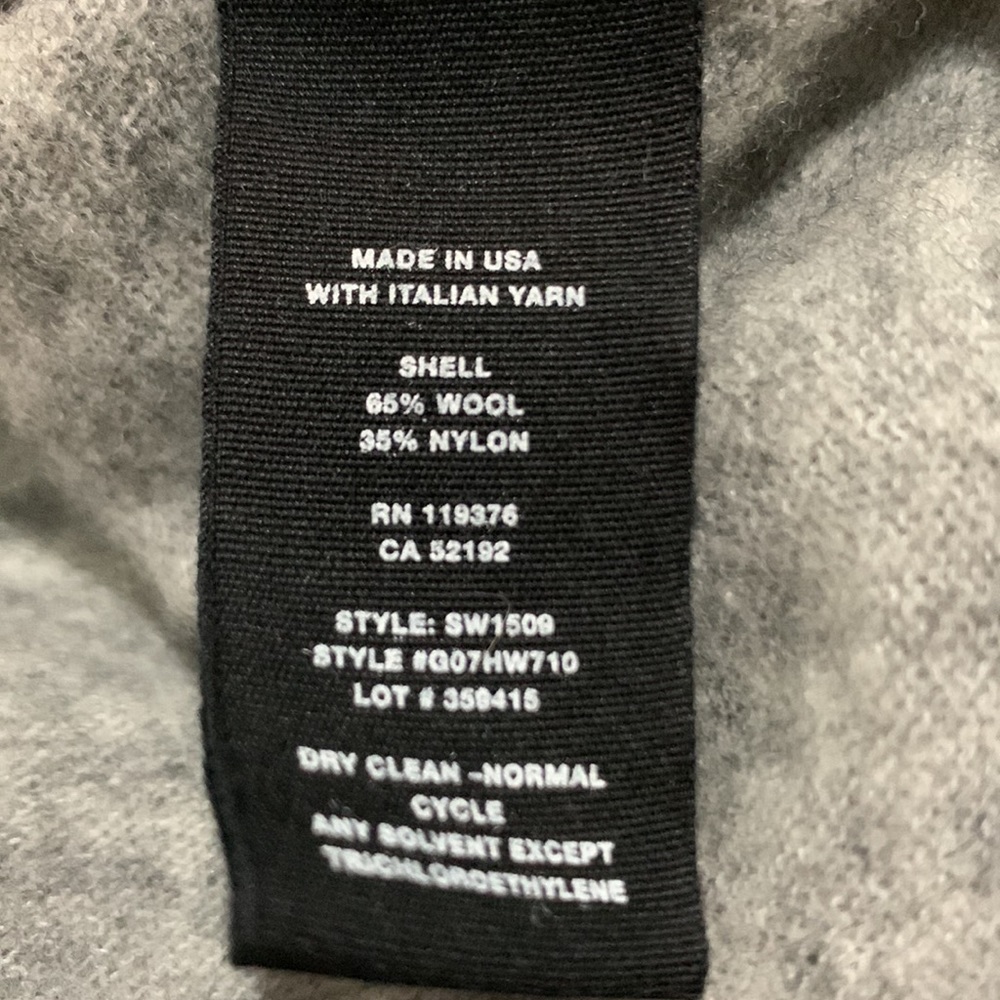 MADE IN USA
WITH ITALIAN YARN
SHELL
65% WOOL
35% NYLON
RN 119376
CA 52192
STYLE: SW1509
STYLE #G07HW710
LOT # 359415
DRY CLEAN -NORMAL
CYCLE
ANY SOLVENT EXCEPT
TRICHLOROETHYLENE